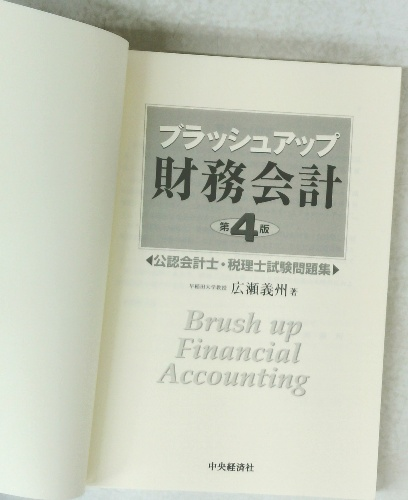 ブラッシュアップ
財務会計
第4版
◀公認会計士・税理士試験問題集▶
早稲田大学教授 広瀬義州 著
Brush up
Financial
Accounting
中央経済社